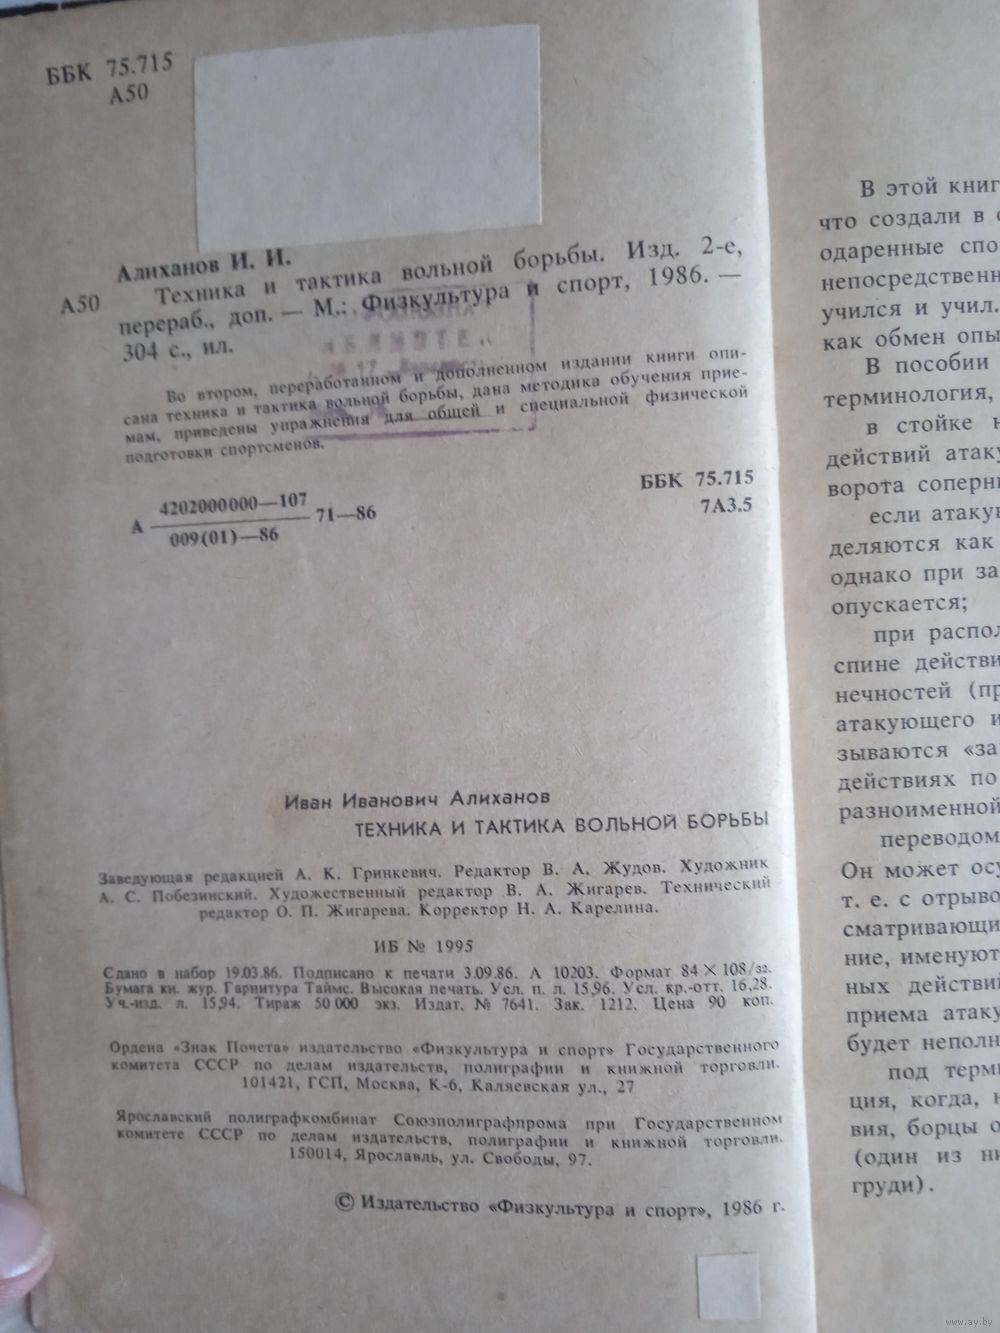 ББК 75.715
А50
Алиханов И. И.
А50 Техника и тактика вольной борьбы. Изд. 2-е,
перераб., доп. — М.: Физкультура и спорт, 1986. —
304 с., ил.
Во втором, переработанном и дополненном издании книги опи-
сана техника и тактика вольной борьбы, дана методика обучения прие-
мам, приведены упражнения для общей и специальной физической
подготовки спортсменов.
А 4202000000—107 71—86
009(01)—86
ББК 75.715
7А3.5
Иван Иванович Алиханов
ТЕХНИКА И ТАКТИКА ВОЛЬНОЙ БОРЬБЫ
Заведующая редакцией А. К. Гринкевич. Редактор В. А. Жудов. Художник
А. С. Побезинский. Художественный редактор В. А. Жигарев. Технический
редактор О. П. Жигарева. Корректор Н. А. Карелина.
ИБ № 1995
Сдано в набор 19.03.86. Подписано к печати 3.09.86. А 10203. Формат 84×108/32.
Бумага кн. жур. Гарнитура Таймс. Высокая печать. Усл. п. л. 15,96. Усл. кр.-отт. 16,28.
Уч.-изд. л. 15,94. Тираж 50 000 экз. Издат. № 7641. Зак. 1212. Цена 90 коп.
Ордена «Знак Почета» издательство «Физкультура и спорт» Государственного
комитета СССР по делам издательств, полиграфии и книжной торговли.
101421, ГСП, Москва, К-6, Каляевская ул., 27
Ярославский полиграфкомбинат Союзполиграфпрома при Государственном
комитете СССР по делам издательств, полиграфии и книжной торговли.
150014, Ярославль, ул. Свободы, 97.
© Издательство «Физкультура и спорт», 1986 г.
В этой книг
что создали в с
одаренные спо
непосредственн
учился и учил.
как обмен опы
В пособии
терминология,
в стойке н
действий атаку
ворота соперни
если атакую
деляются как
однако при за
опускается;
при распол
спине действи
нечностей (пр
атакующего и
зываются «за
действиях по
разноименной
переводом
Он может осу
т. е. с отрыво
сматривающи
ние, именуют
ных действи
приема атаку
будет неполн
под терми
ция, когда, н
вия, борцы о
(один из ни
груди).
www.ay.by